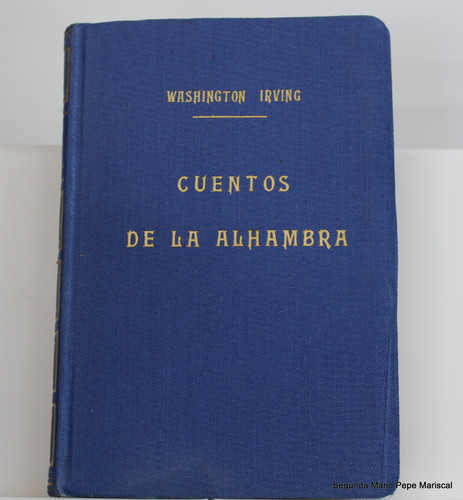 WASHINGTON IRVING
CUENTOS
DE LA ALHAMBRA
Segunda Mano Pepe Mariscal